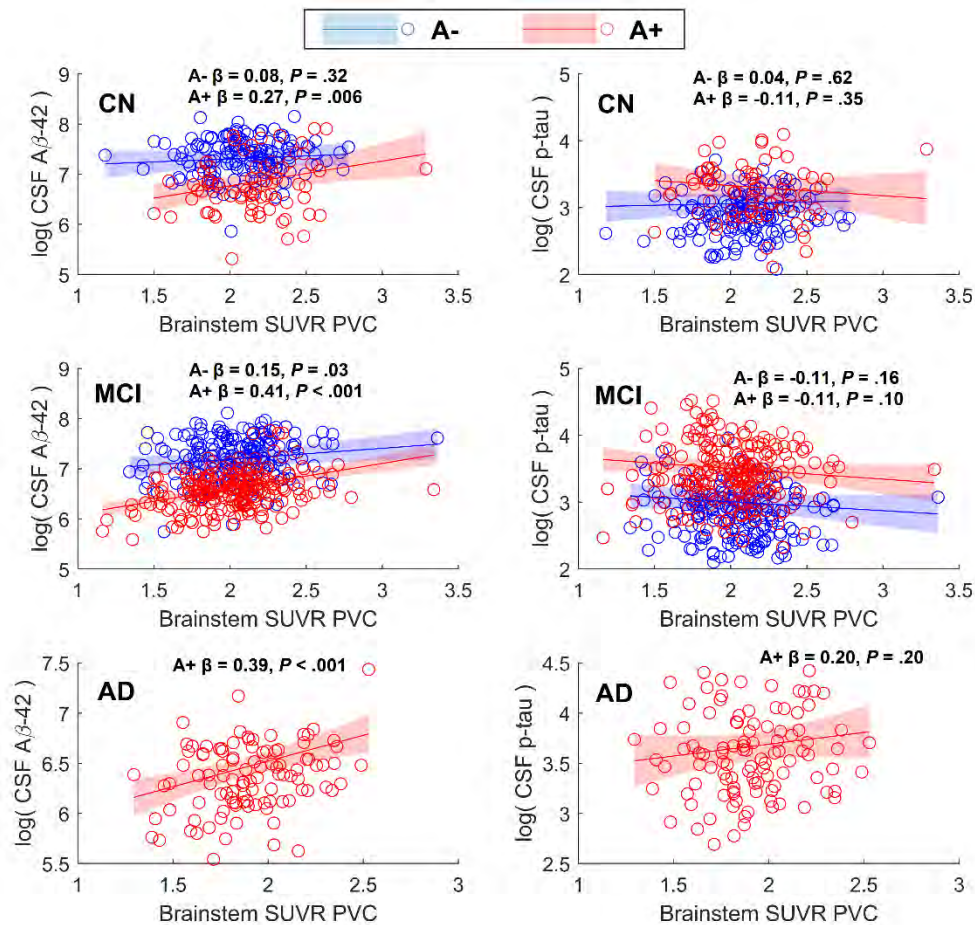 A- A+
A- β = 0.08, P = .32
A+ β = 0.27, P = .006
CN
log( CSF Aβ-42 )
9
8
7
6
5
1 1.5 2 2.5 3 3.5
Brainstem SUVR PVC
A- β = 0.04, P = .62
A+ β = -0.11, P = .35
CN
log( CSF p-tau )
5
4
3
2
1 1.5 2 2.5 3 3.5
Brainstem SUVR PVC
A- β = 0.15, P = .03
A+ β = 0.41, P < .001
MCI
log( CSF Aβ-42 )
9
8
7
6
5
1 1.5 2 2.5 3 3.5
Brainstem SUVR PVC
A- β = -0.11, P = .16
A+ β = -0.11, P = .10
MCI
log( CSF p-tau )
5
4
3
2
1 1.5 2 2.5 3 3.5
Brainstem SUVR PVC
A+ β = 0.39, P < .001
AD
log( CSF Aβ-42 )
7.5
7
6.5
6
5.5
1 1.5 2 2.5 3
Brainstem SUVR PVC
A+ β = 0.20, P = .20
AD
log( CSF p-tau )
4.5
4
3.5
3
2.5
1 1.5 2 2.5 3
Brainstem SUVR PVC